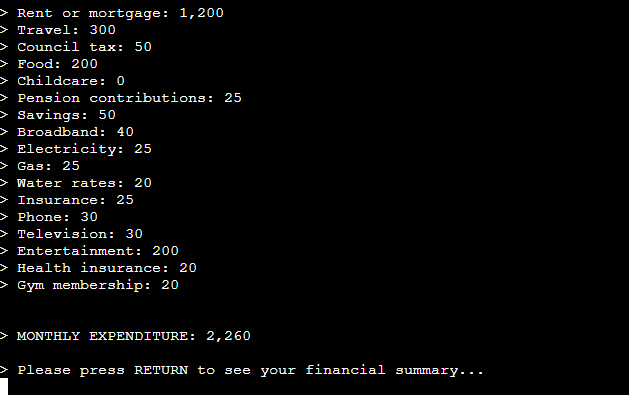 > Rent or mortgage: 1,200
> Travel: 300
> Council tax: 50
> Food: 200
> Childcare: 0
> Pension contributions: 25
> Savings: 50
> Broadband: 40
> Electricity: 25
> Gas: 25
> Water rates: 20
> Insurance: 25
> Phone: 30
> Television: 30
> Entertainment: 200
> Health insurance: 20
> Gym membership: 20
> MONTHLY EXPENDITURE: 2,260
> Please press RETURN to see your financial summary...